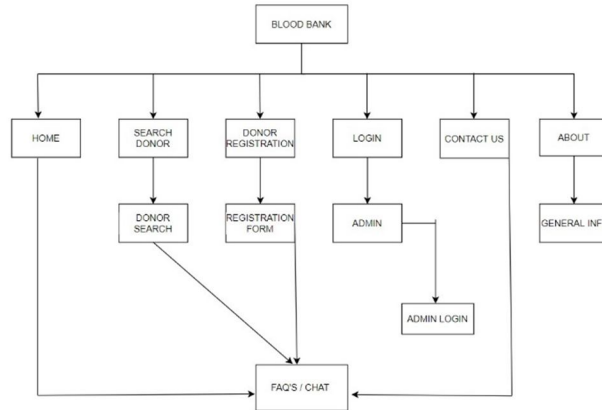 BLOOD BANK
HOME
SEARCH
DONOR
DONOR
REGISTRATION
LOGIN
CONTACT US
ABOUT
DONOR
SEARCH
REGISTRATION
FORM
ADMIN
GENERAL INF
ADMIN LOGIN
FAQ'S / CHAT